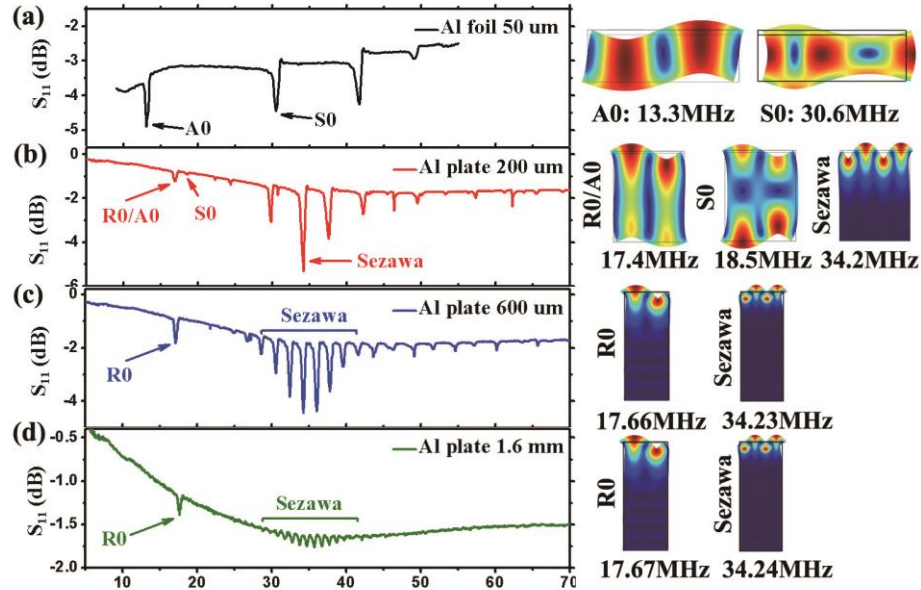 (a)
Al foil 50 um
S11 (dB)
-2
-3
-4
-5
A0
S0
A0: 13.3MHz
S0: 30.6MHz
(b)
Al plate 200 um
S11 (dB)
0
-2
-4
-6
R0/A0
S0
Sezawa
R0/A0
S0
Sezawa
17.4MHz
18.5MHz
34.2MHz
(c)
Al plate 600 um
S11 (dB)
0
-2
-4
R0
Sezawa
R0
Sezawa
17.66MHz
34.23MHz
(d)
Al plate 1.6 mm
S11 (dB)
-0.5
-1.0
-1.5
-2.0
R0
Sezawa
R0
Sezawa
17.67MHz
34.24MHz
10 20 30 40 50 60 70